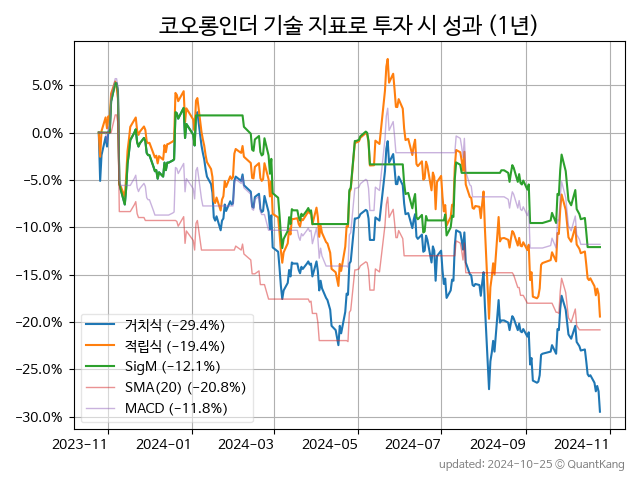 코오롱인더 기술 지표로 투자 시 성과 (1년)
5.0%
0.0%
−5.0%
−10.0%
−15.0%
−20.0%
−25.0%
−30.0%
거치식 (−29.4%)
적립식 (−19.4%)
SigM (−12.1%)
SMA(20) (−20.8%)
MACD (−11.8%)
2023-11 2024-01 2024-03 2024-05 2024-07 2024-09 2024-11
updated: 2024-10-25 © QuantKang